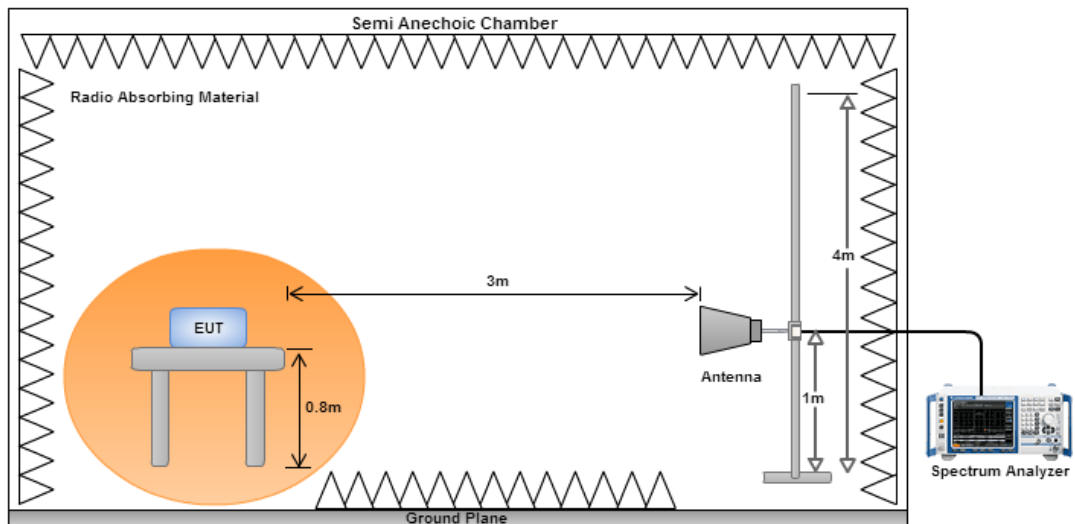 Semi Anechoic Chamber
Radio Absorbing Material
3m
4m
EUT
Antenna
0.8m
1m
Spectrum Analyzer
Ground Plane